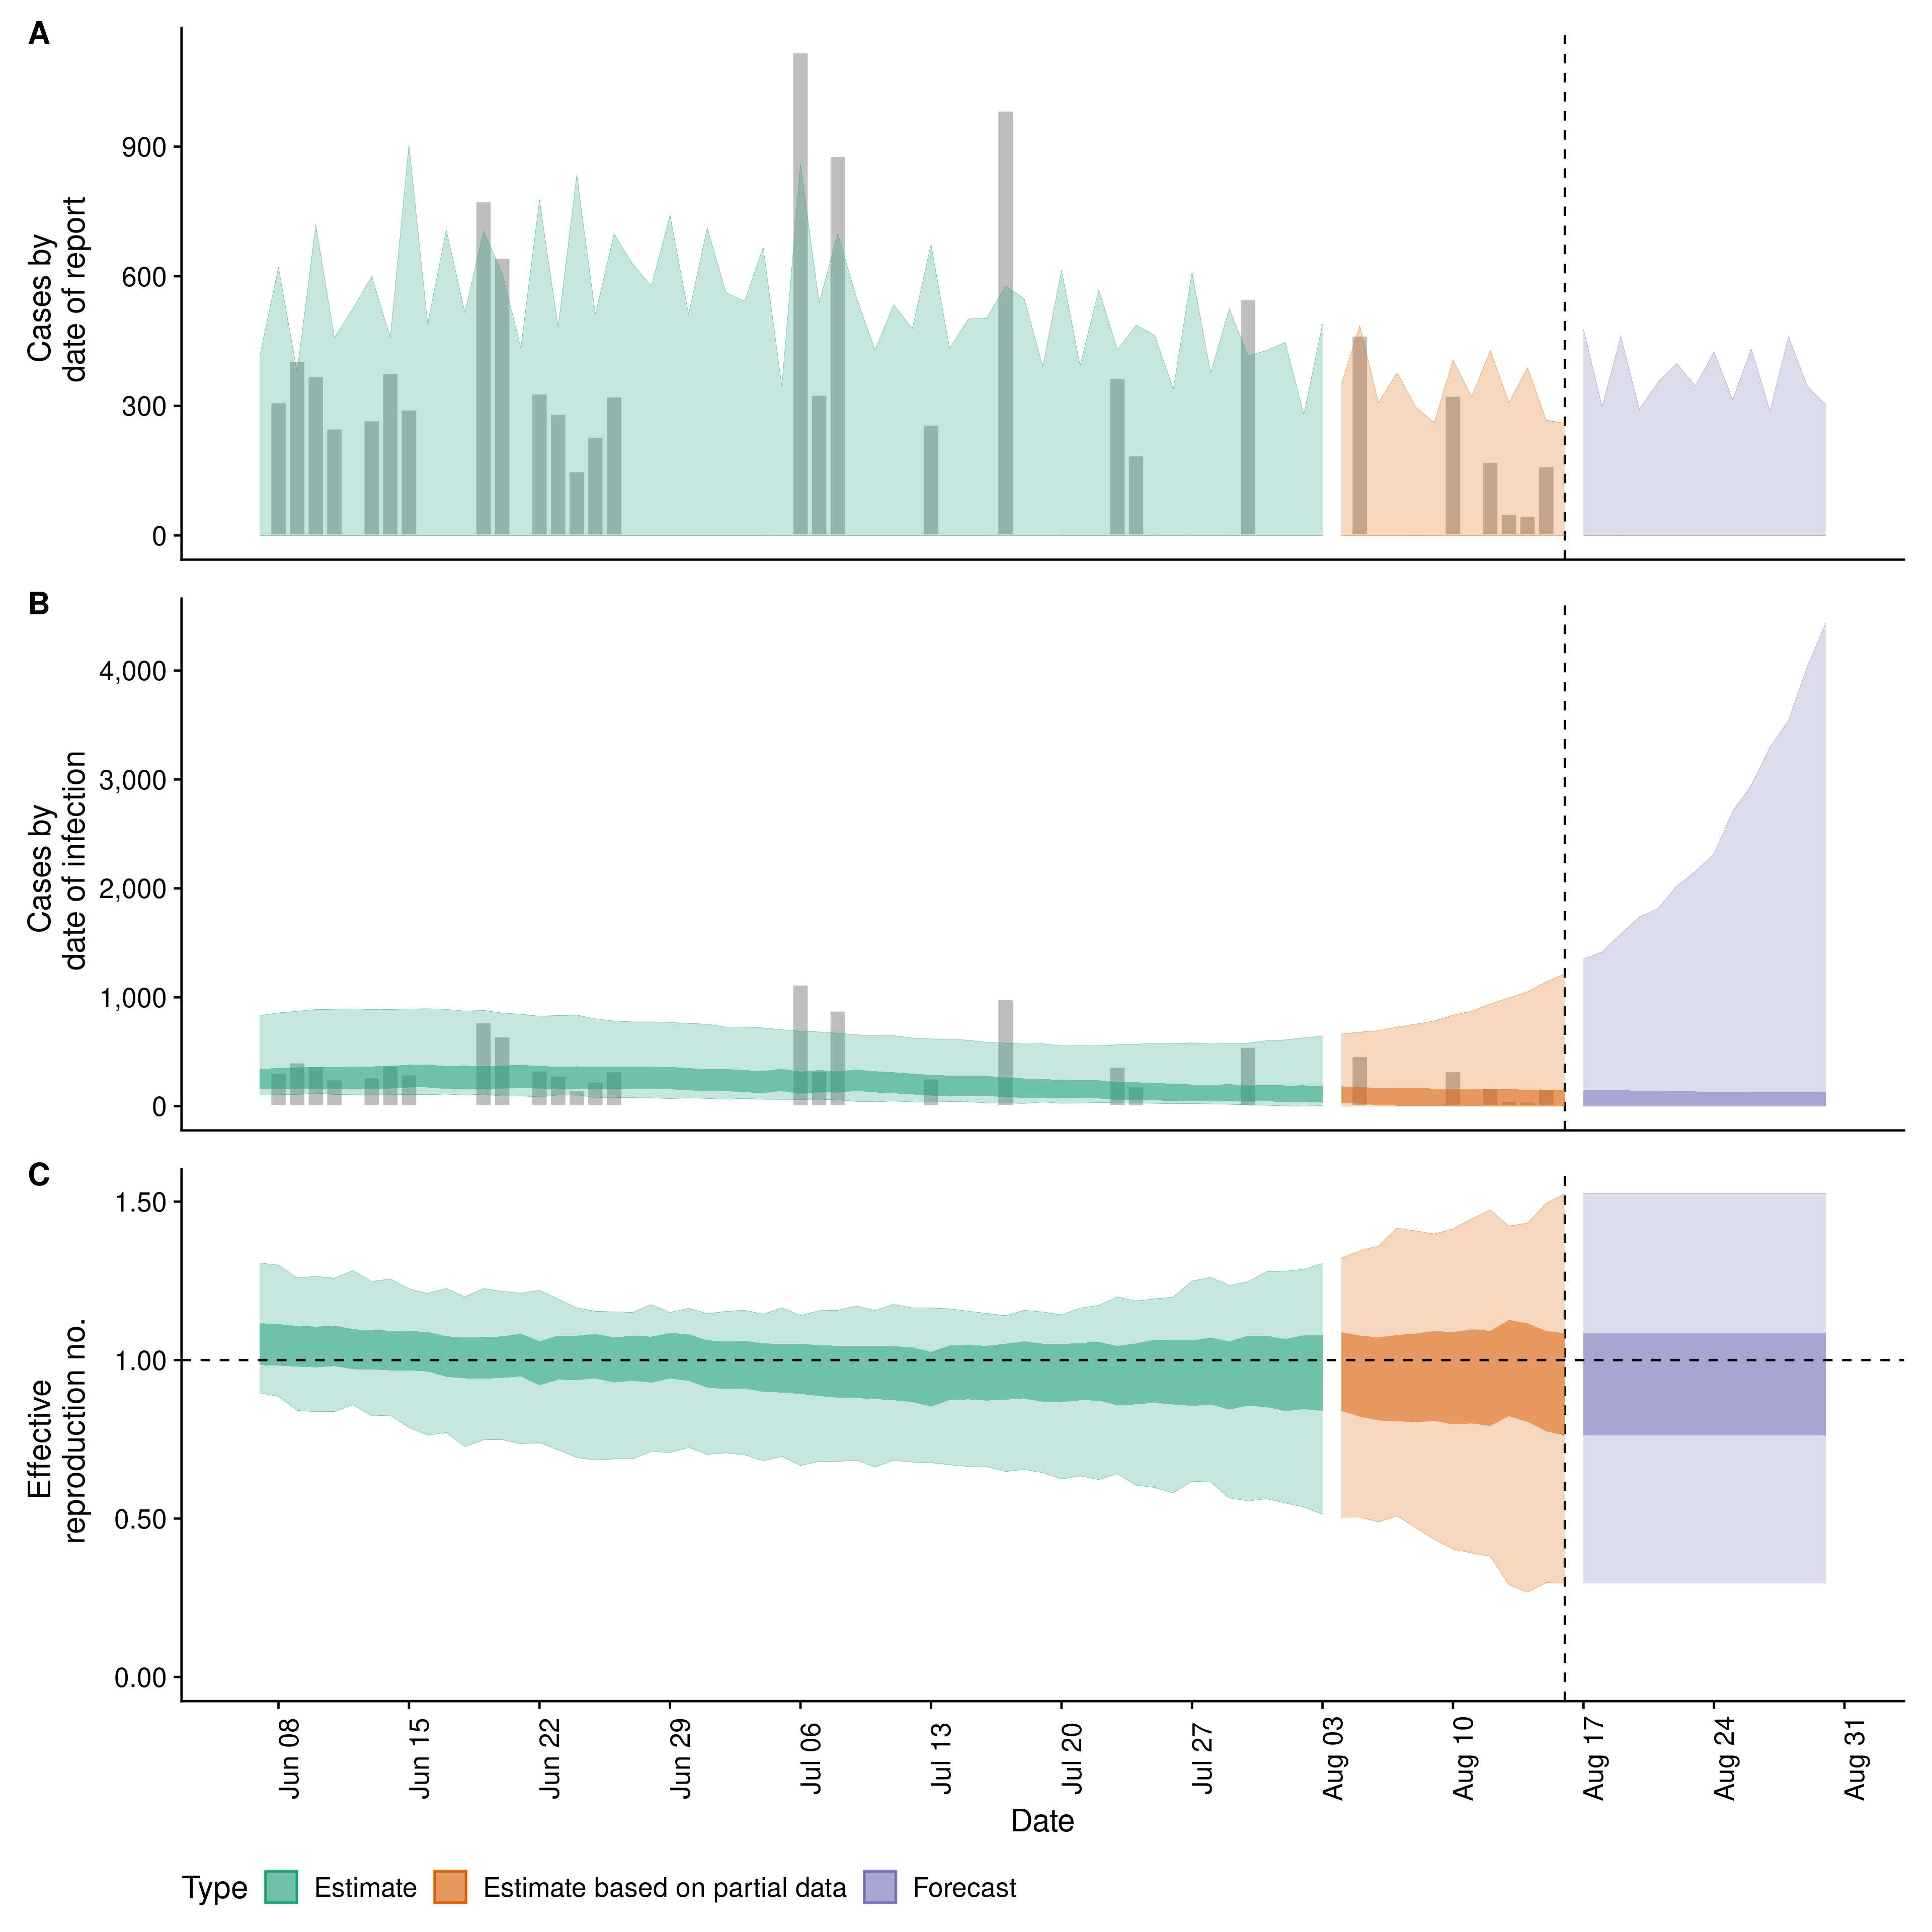 A
Cases by
date of report
900
600
300
0
B
Cases by
date of infection
4,000
3,000
2,000
1,000
0
C
Effective
reproduction no.
1.50
1.00
0.50
0.00
Jun 08
Jun 15
Jun 22
Jun 29
Jul 06
Jul 13
Jul 20
Jul 27
Aug 03
Aug 10
Aug 17
Aug 24
Aug 31
Date
Type Estimate Estimate based on partial data Forecast